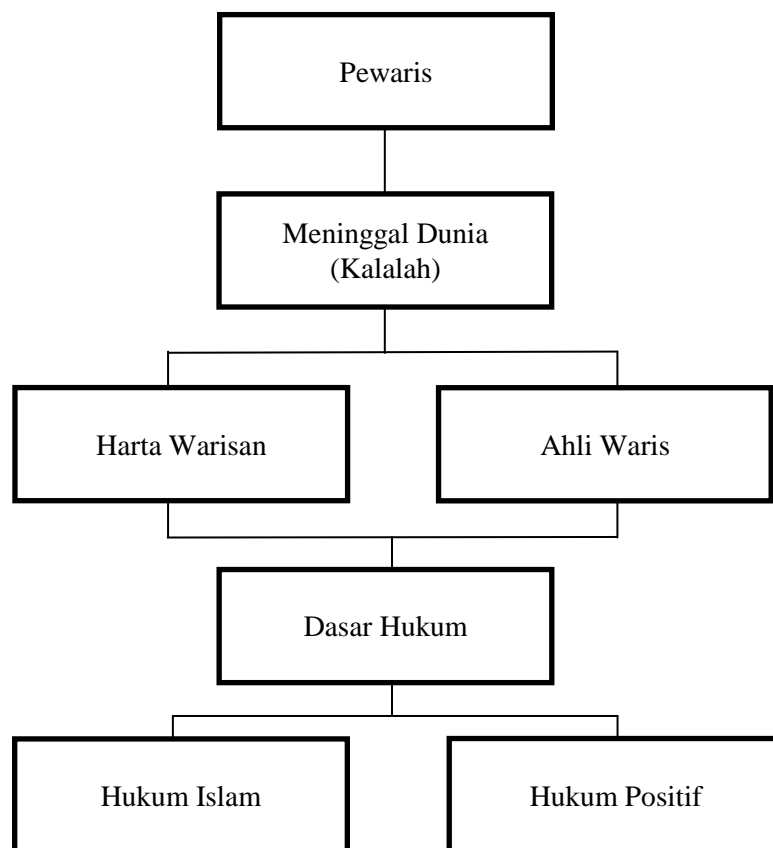 Pewaris
Meninggal Dunia
(Kalalah)
Harta Warisan
Ahli Waris
Dasar Hukum
Hukum Islam
Hukum Positif